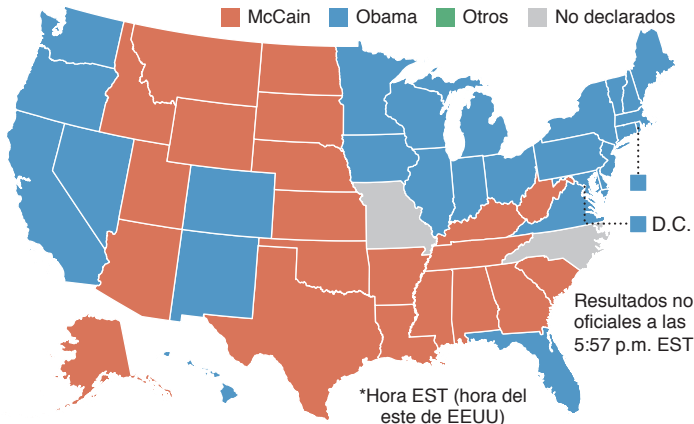 McCain Obama Otros No declarados
D.C.
Resultados no
oficiales a las
5:57 p.m. EST
*Hora EST (hora del
este de EEUU)